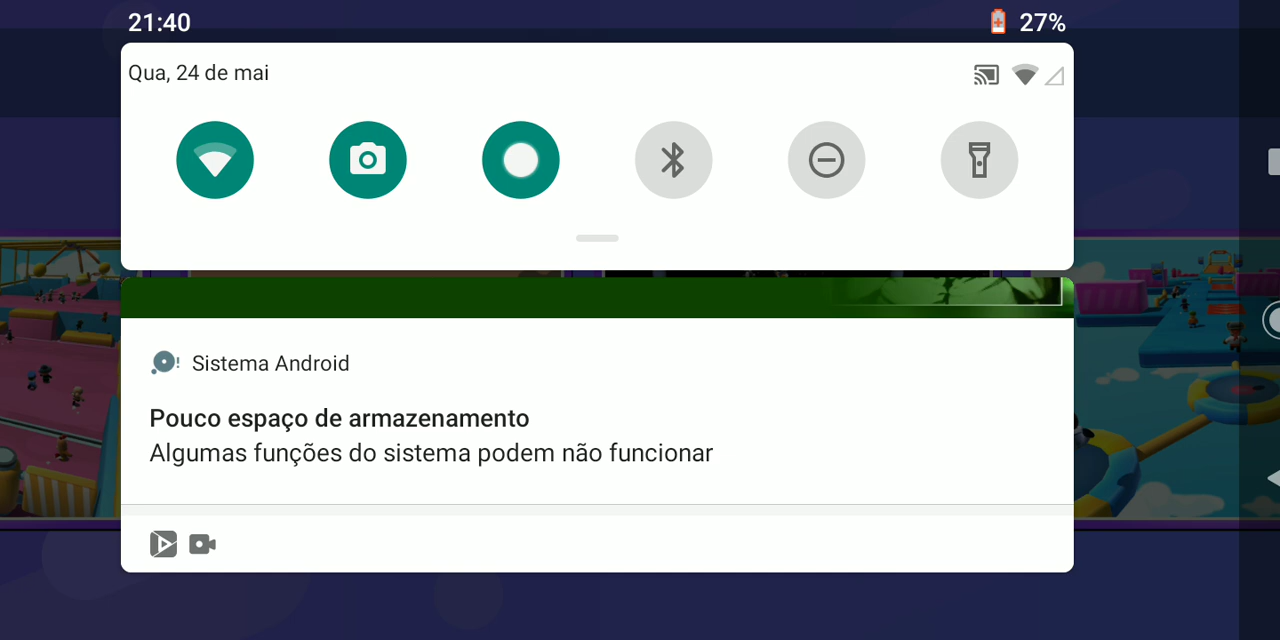 21:40
27%
Qua, 24 de mai
Sistema Android
Pouco espaço de armazenamento
Algumas funções do sistema podem não funcionar